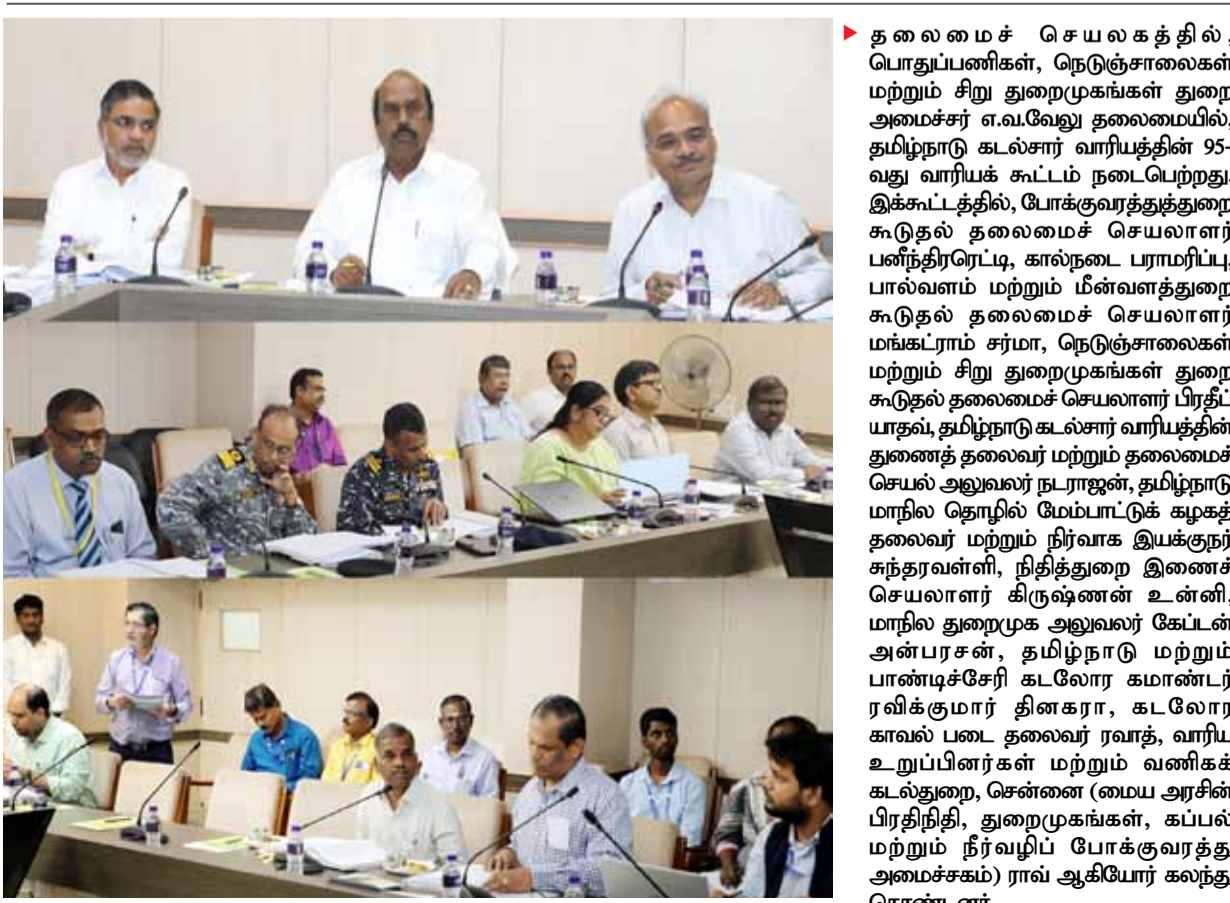 தலைமைச் செயலகத்தில்,
பொதுப்பணிகள், நெடுஞ்சாலைகள்
மற்றும் சிறு துறைமுகங்கள் துறை
அமைச்சர் எ.வ.வேலு தலைமையில்,
தமிழ்நாடு கடல்சார் வாரியத்தின் 95-
வது வாரியக் கூட்டம் நடைபெற்றது.
இக்கூட்டத்தில், போக்குவரத்துத்துறை
கூடுதல் தலைமைச் செயலாளர்
பனீந்திரரெட்டி, கால்நடை பராமரிப்பு,
பால்வளம் மற்றும் மீன்வளத்துறை
கூடுதல் தலைமைச் செயலாளர்
மங்கட்ராம் சர்மா, நெடுஞ்சாலைகள்
மற்றும் சிறு துறைமுகங்கள் துறை
கூடுதல் தலைமைச் செயலாளர் பிரதீப்
யாதவ், தமிழ்நாடு கடல்சார் வாரியத்தின்
துணைத் தலைவர் மற்றும் தலைமைச்
செயல் அலுவலர் நடராஜன், தமிழ்நாடு
மாநில தொழில் மேம்பாட்டுக் கழகத்
தலைவர் மற்றும் நிர்வாக இயக்குநர்
சுந்தரவள்ளி, நிதித்துறை இணைச்
செயலாளர் கிருஷ்ணன் உன்னி,
மாநில துறைமுக அலுவலர் கேப்டன்
அன்பரசன், தமிழ்நாடு மற்றும்
பாண்டிச்சேரி கடலோர கமாண்டர்
ரவிக்குமார் தினகரா, கடலோர
காவல் படை தலைவர் ரவாத், வாரிய
உறுப்பினர்கள் மற்றும் வணிகக்
கடல்துறை, சென்னை (மைய அரசின்
பிரதிநிதி, துறைமுகங்கள், கப்பல்
மற்றும் நீர்வழிப் போக்குவரத்து
அமைச்சகம்) ராவ் ஆகியோர் கலந்து